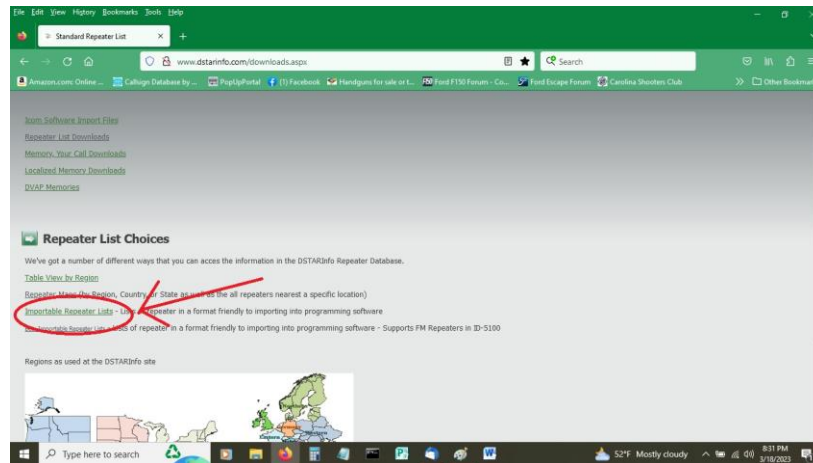 File Edit View History Bookmarks Tools Help
Standard Repeater List
www.dstarinfo.com/downloads.aspx
Search
Amazon.com: Online ... Callsign Database by ... PopUpPortal (1) Facebook Handguns for sale or t... Ford F150 Forum - Co... Ford Escape Forum Carolina Shooters Club Other Bookmar
Icom Software Import Files
Repeater List Downloads
Memory, Your Call Downloads
Localized Memory Downloads
DVAP Memories
Repeater List Choices
We've got a number of different ways that you can acces the information in the DSTARInfo Repeater Database.
Table View by Region
Repeater Maps (by Region, Country, or State as well as the all repeaters nearest a specific location)
Importable Repeater Lists - Lists of repeater in a format friendly to importing into programming software
Importable Repeater Lists - Lists of repeater in a format friendly to importing into programming software - Supports FM Repeaters in ID-5100
Regions as used at the DSTARInfo site
Type here to search
52°F Mostly cloudy
8:31 PM
3/18/2023